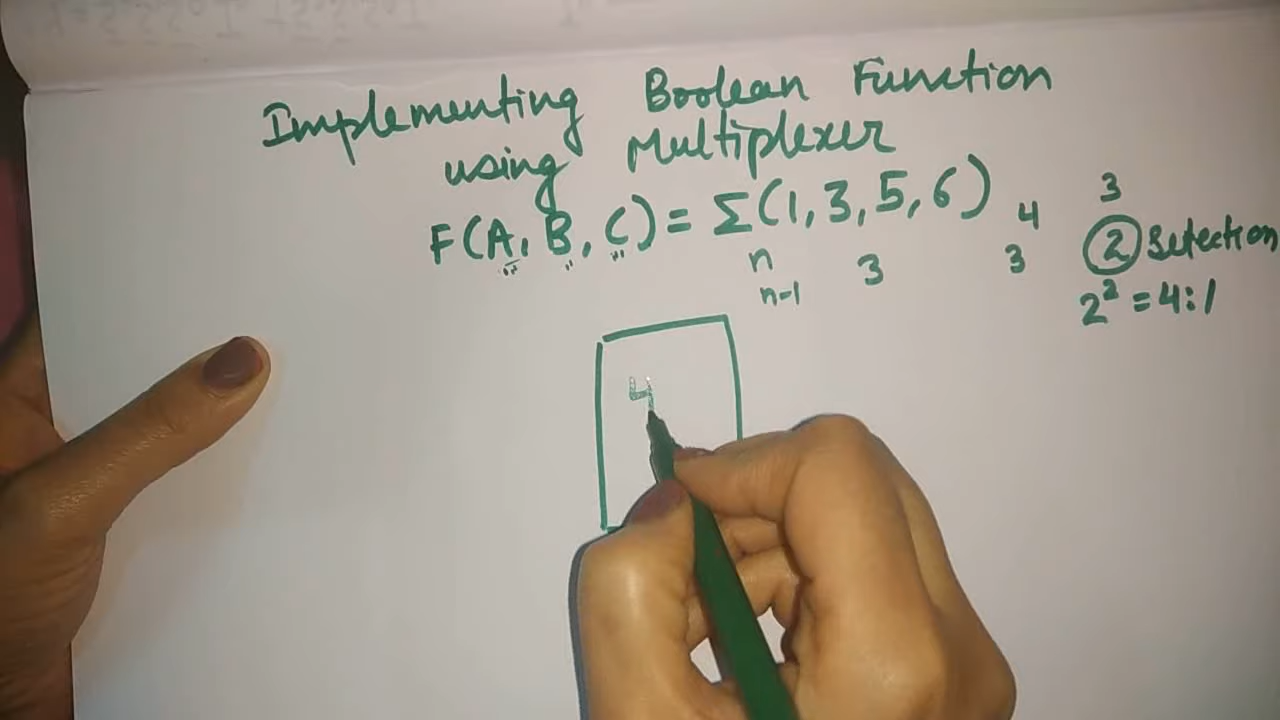 Implementing Boolean Function
using Multiplexer
F(A, B, C) = Σ(1, 3, 5, 6)
n 3 4 3
n-1 3 2 Selection
2² = 4:1
4